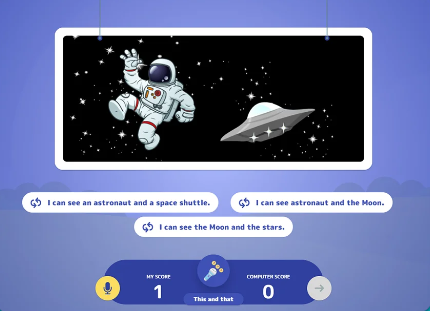 I can see an astronaut and a space shuttle.
I can see astronaut and the Moon.
I can see the Moon and the stars.
MY SCORE
1
COMPUTER SCORE
0
This and that